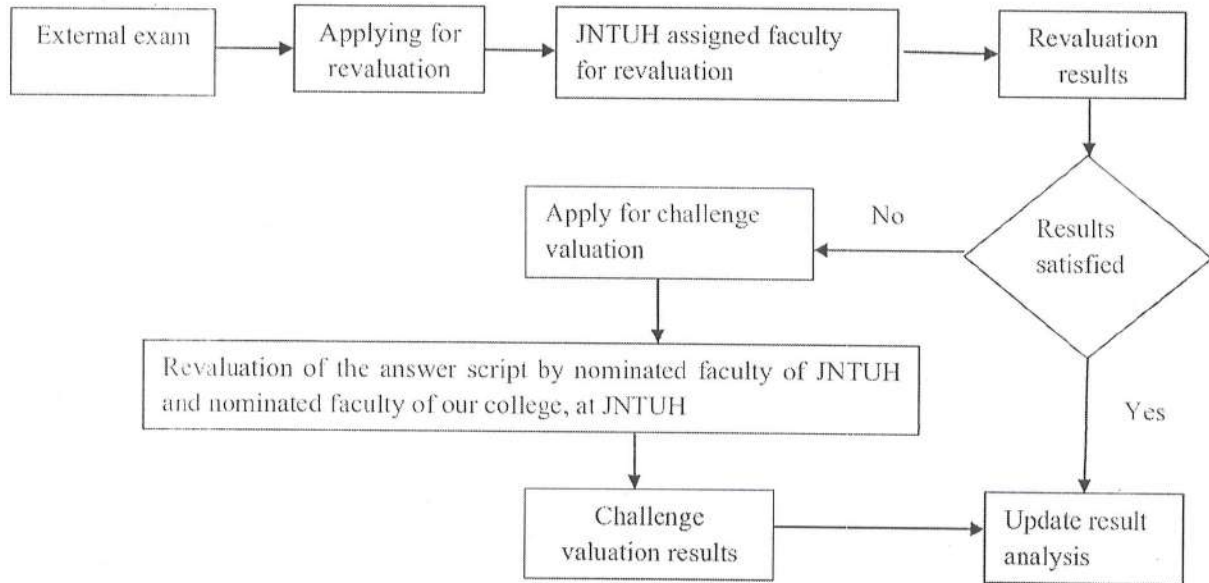 External exam
Applying for
revaluation
JNTUH assigned faculty
for revaluation
Revaluation
results
Results
satisfied
No
Apply for challenge
valuation
Revaluation of the answer script by nominated faculty of JNTUH
and nominated faculty of our college, at JNTUH
Yes
Challenge
valuation results
Update result
analysis